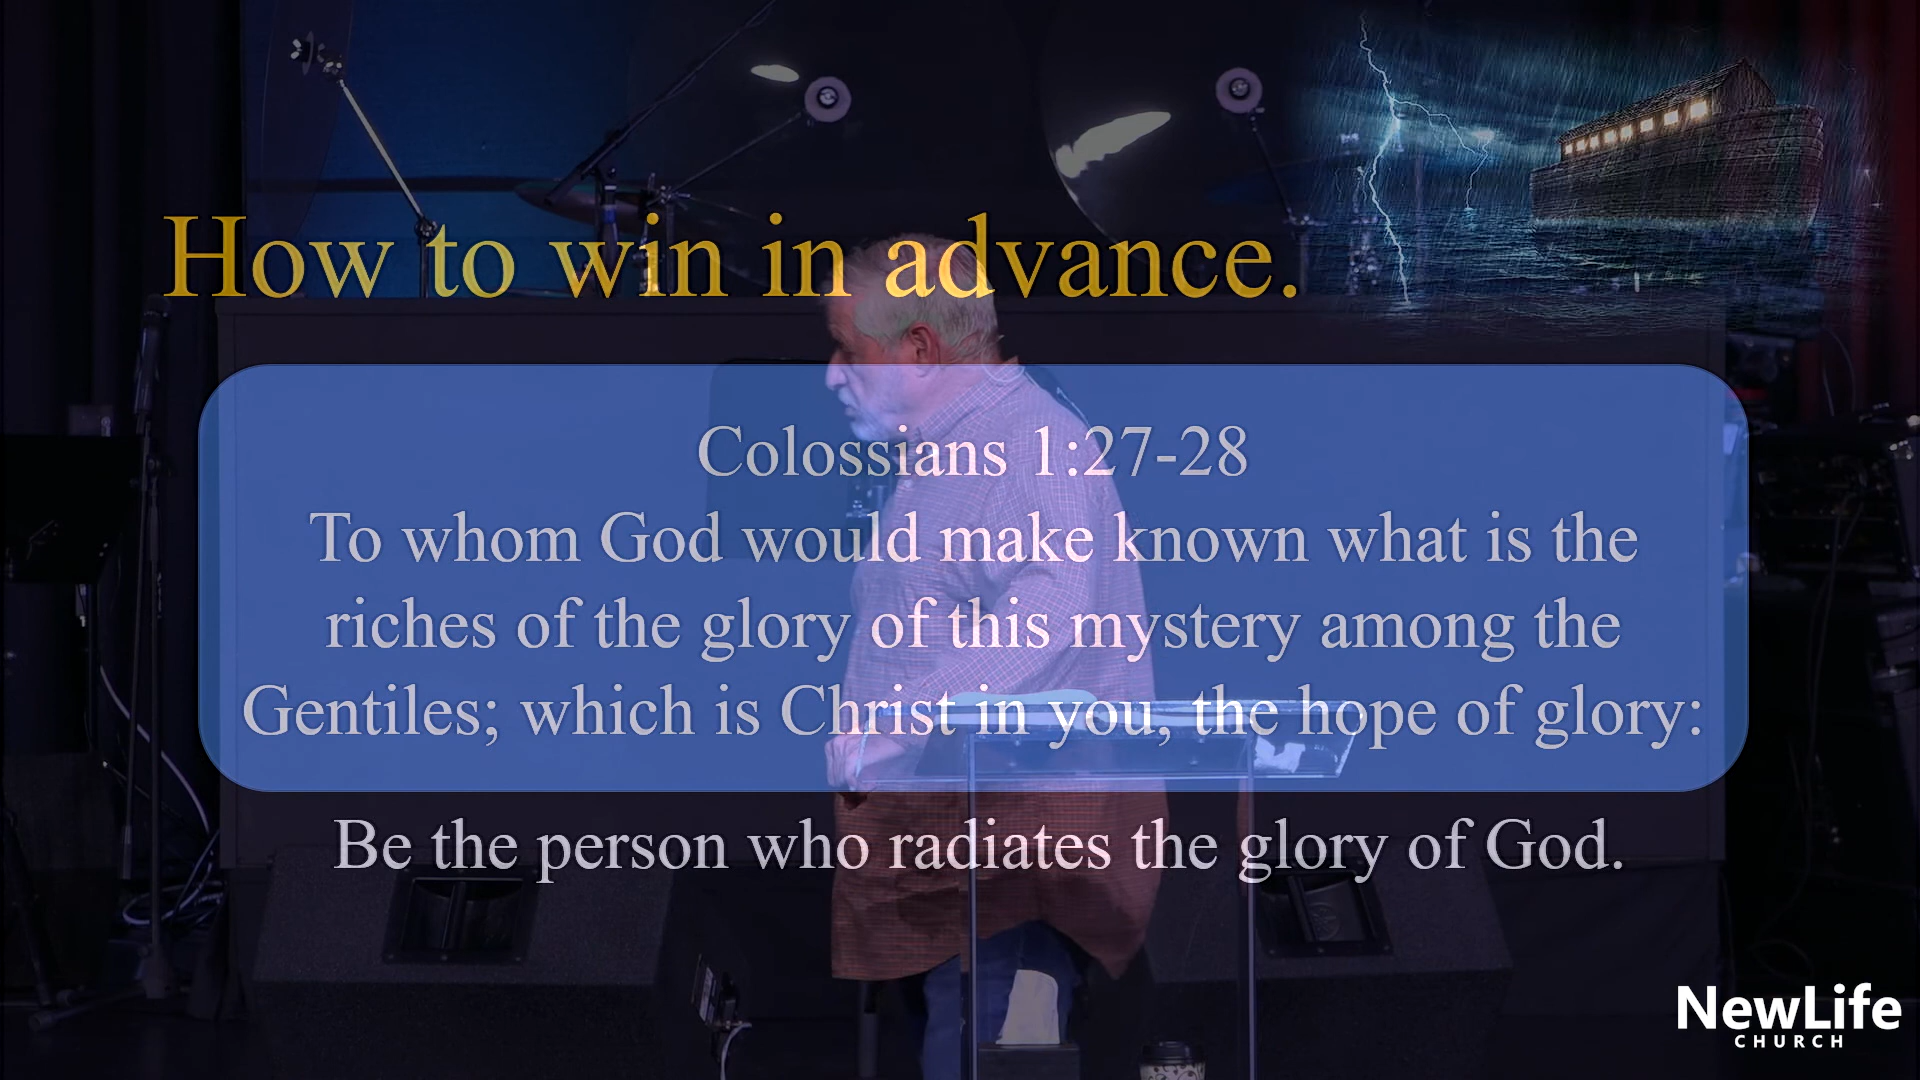 How to win in advance.
Colossians 1:27-28
To whom God would make known what is the
riches of the glory of this mystery among the
Gentiles; which is Christ in you, the hope of glory:
Be the person who radiates the glory of God.
NewLife
CHURCH